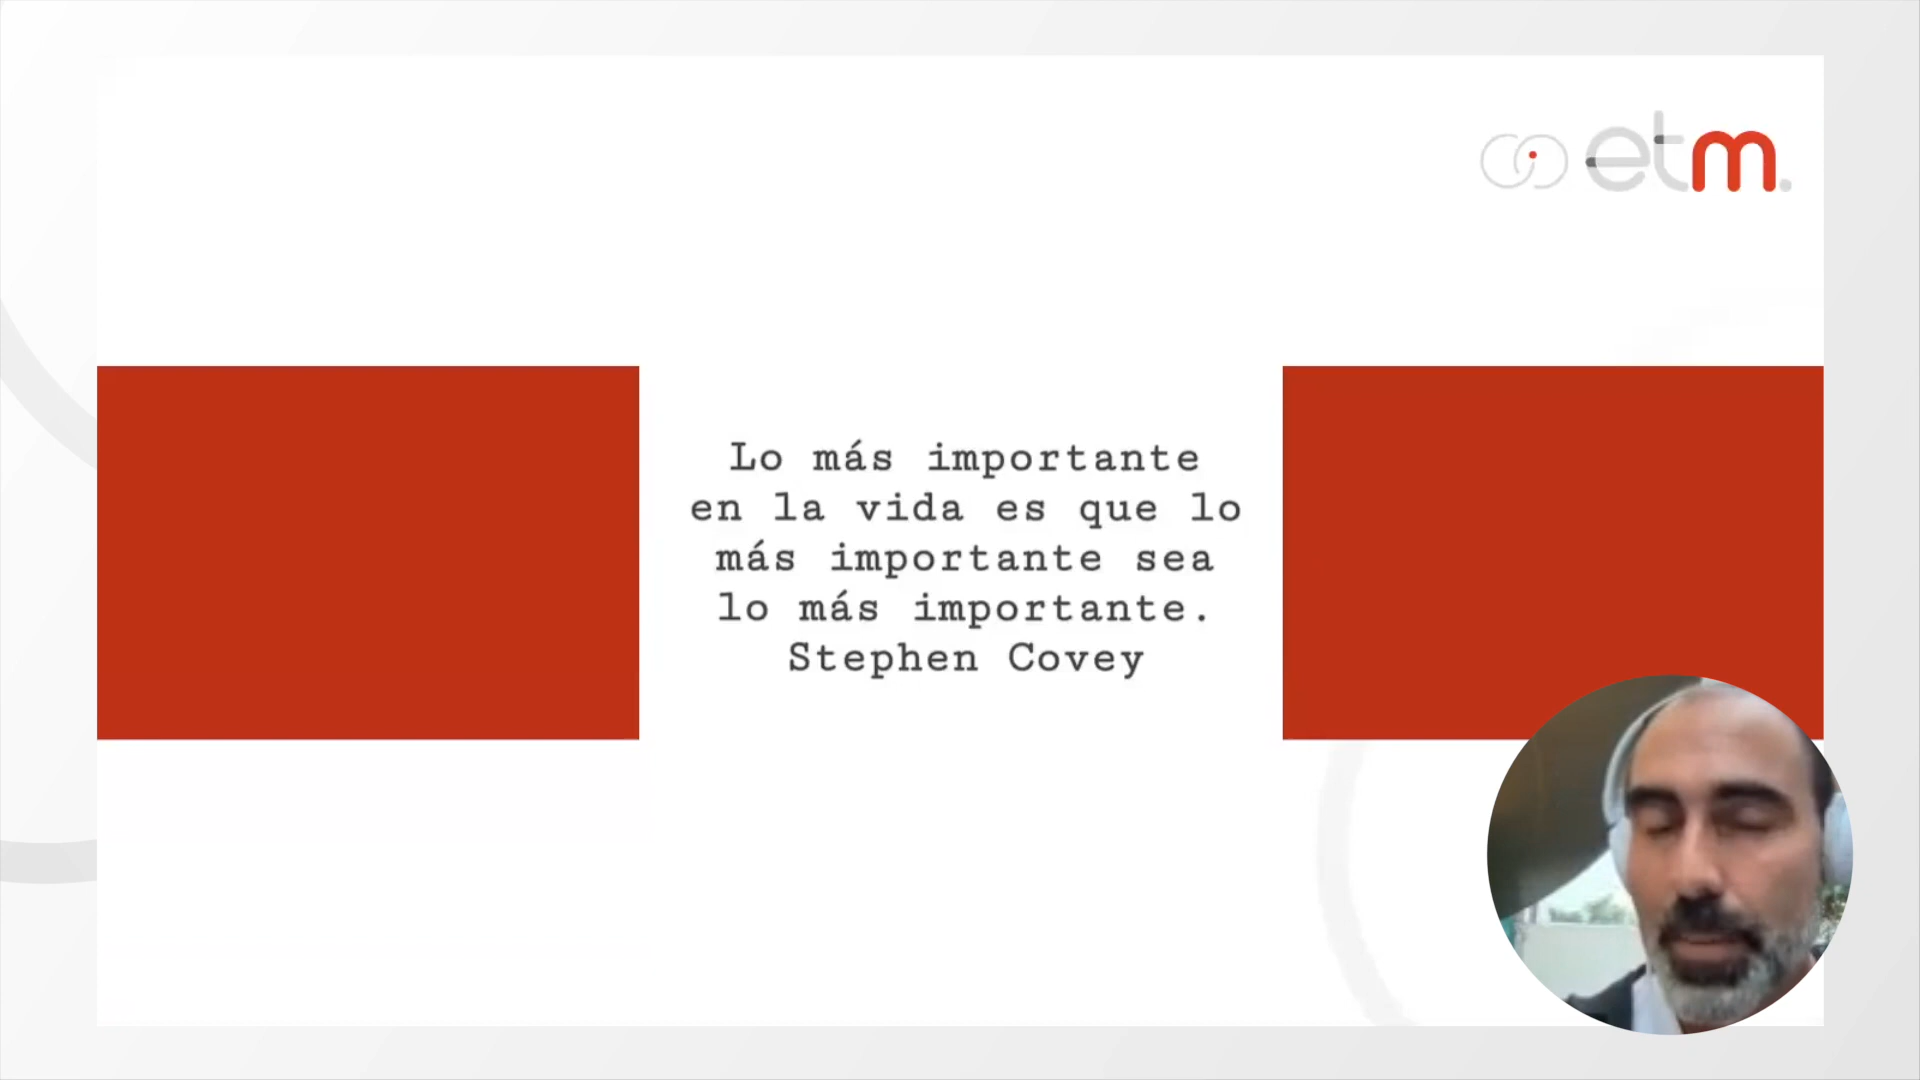 etm.
Lo más importante
en la vida es que lo
más importante sea
lo más importante.
Stephen Covey